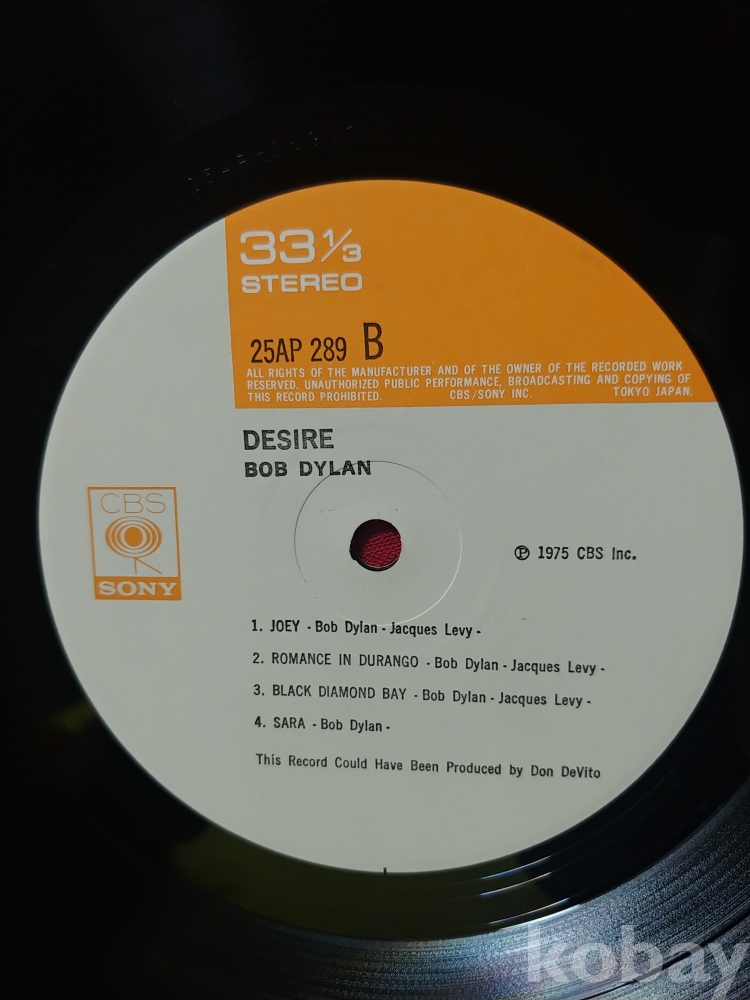 33 1/3
STEREO
25AP 289 B
ALL RIGHTS OF THE MANUFACTURER AND OF THE OWNER OF THE RECORDED WORK
RESERVED. UNAUTHORIZED PUBLIC PERFORMANCE, BROADCASTING AND COPYING OF
THIS RECORD PROHIBITED. CBS/SONY INC. TOKYO JAPAN.
DESIRE
BOB DYLAN
CBS
SONY
℗ 1975 CBS Inc.
1. JOEY - Bob Dylan - Jacques Levy -
2. ROMANCE IN DURANGO - Bob Dylan - Jacques Levy -
3. BLACK DIAMOND BAY - Bob Dylan - Jacques Levy -
4. SARA - Bob Dylan -
This Record Could Have Been Produced by Don DeVito
kobay